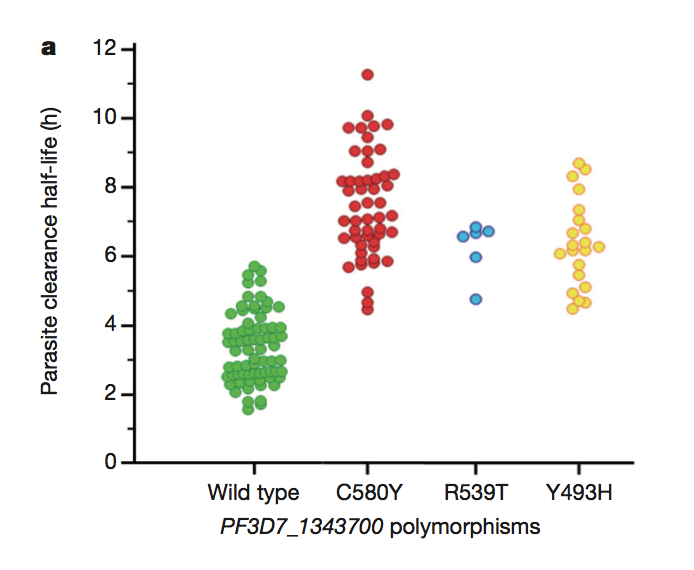 a
Parasite clearance half-life (h)
12
10
8
6
4
2
0
Wild type C580Y R539T Y493H
PF3D7_1343700 polymorphisms